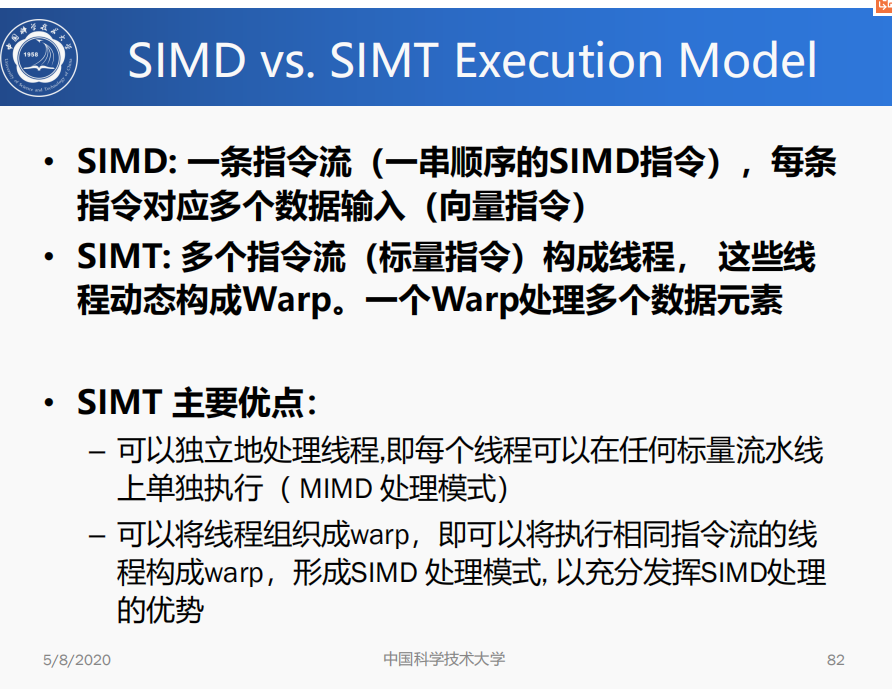 SIMD vs. SIMT Execution Model
• SIMD: 一条指令流（一串顺序的SIMD指令），每条
指令对应多个数据输入（向量指令）
• SIMT: 多个指令流（标量指令）构成线程， 这些线
程动态构成Warp。一个Warp处理多个数据元素
• SIMT 主要优点：
– 可以独立地处理线程,即每个线程可以在任何标量流水线
上单独执行（ MIMD 处理模式）
– 可以将线程组织成warp，即可以将执行相同指令流的线
程构成warp，形成SIMD 处理模式, 以充分发挥SIMD处理
的优势
5/8/2020
中国科学技术大学
82
1958